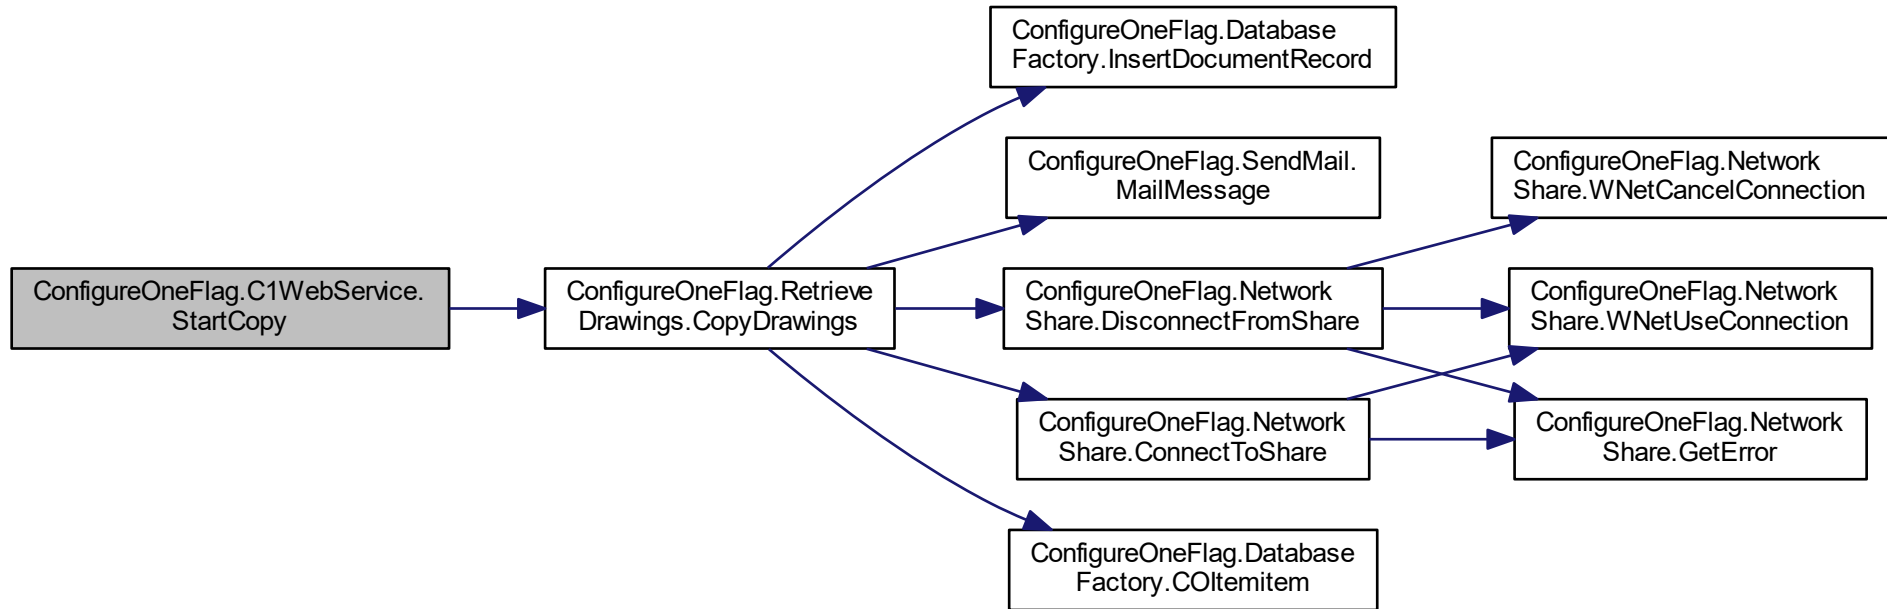 ConfigureOneFlag.C1WebService.
StartCopy
ConfigureOneFlag.Retrieve
Drawings.CopyDrawings
ConfigureOneFlag.Database
Factory.InsertDocumentRecord
ConfigureOneFlag.SendMail.
MailMessage
ConfigureOneFlag.Network
Share.DisconnectFromShare
ConfigureOneFlag.Network
Share.ConnectToShare
ConfigureOneFlag.Database
Factory.COItemitem
ConfigureOneFlag.Network
Share.WNetCancelConnection
ConfigureOneFlag.Network
Share.WNetUseConnection
ConfigureOneFlag.Network
Share.GetError